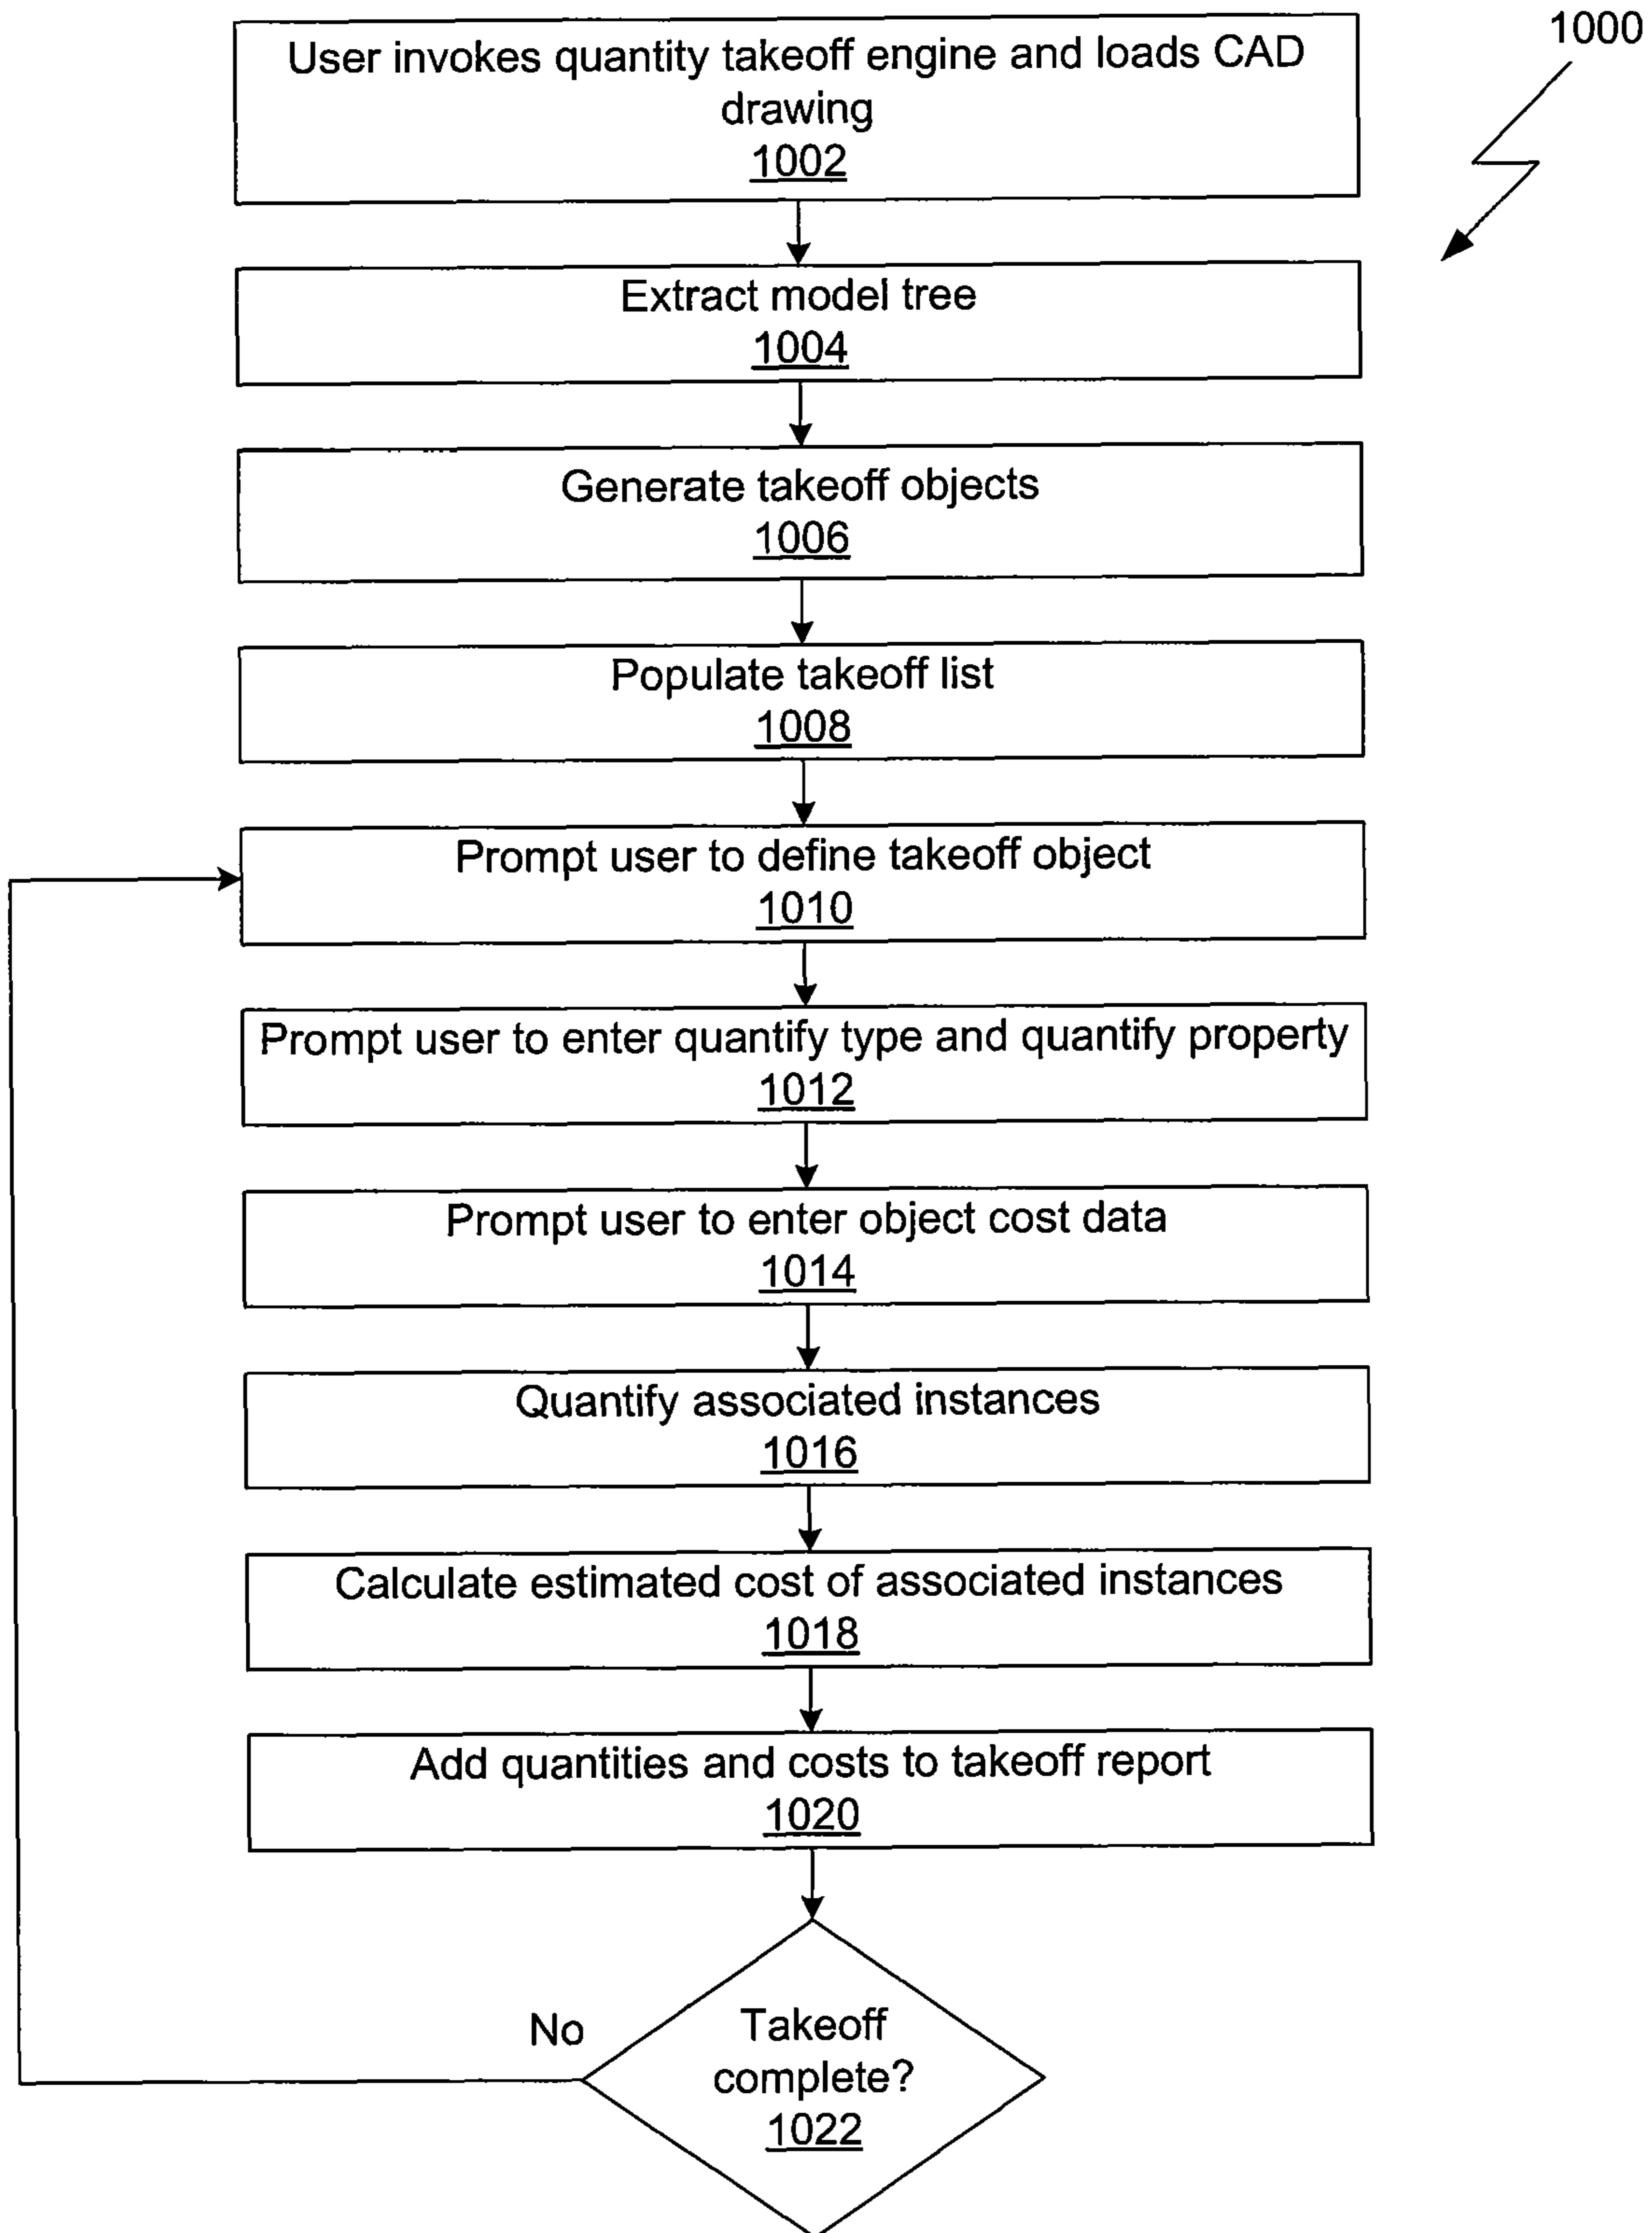 1000
User invokes quantity takeoff engine and loads CAD
drawing
1002
Extract model tree
1004
Generate takeoff objects
1006
Populate takeoff list
1008
Prompt user to define takeoff object
1010
Prompt user to enter quantify type and quantify property
1012
Prompt user to enter object cost data
1014
Quantify associated instances
1016
Calculate estimated cost of associated instances
1018
Add quantities and costs to takeoff report
1020
No
Takeoff
complete?
1022